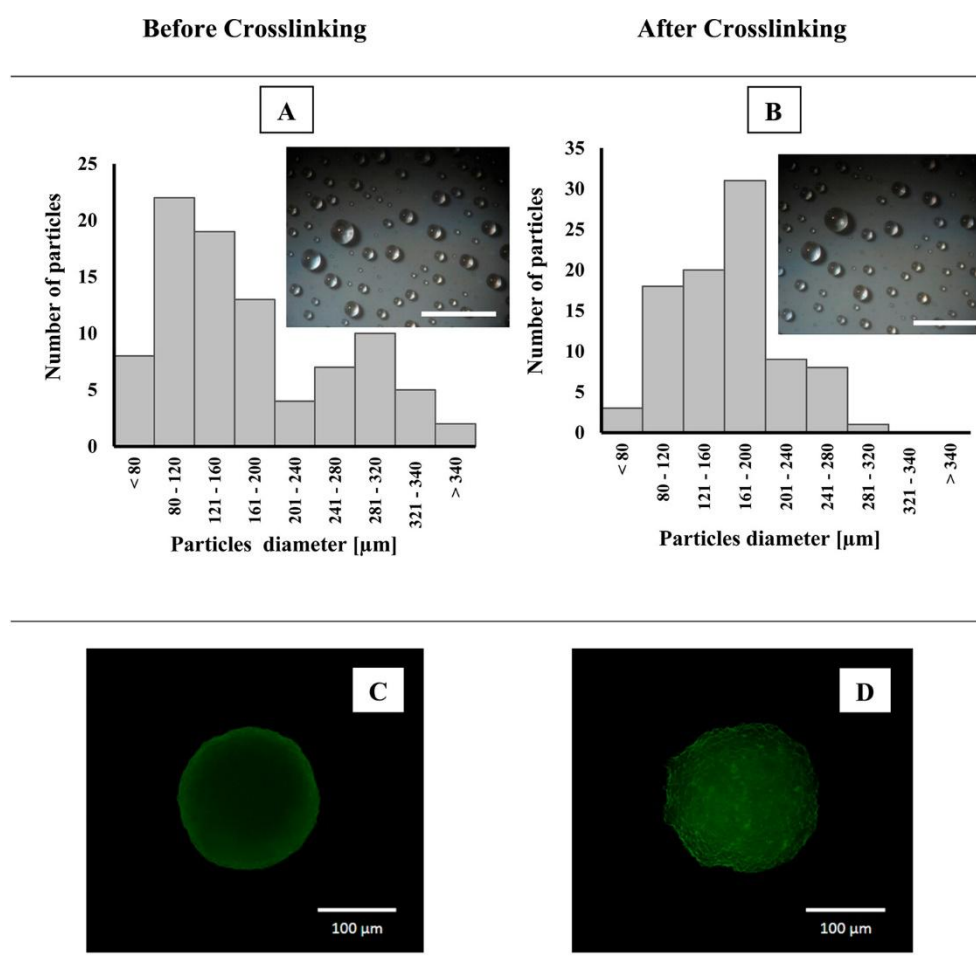 Before Crosslinking
After Crosslinking
A
25
20
15
10
5
0
Number of particles
< 80
80 - 120
121 - 160
161 - 200
201 - 240
241 - 280
281 - 320
321 - 340
> 340
Particles diameter [µm]
B
35
30
25
20
15
10
5
0
Number of particles
< 80
80 - 120
121 - 160
161 - 200
201 - 240
241 - 280
281 - 320
321 - 340
> 340
Particles diameter [µm]
C
100 µm
D
100 µm